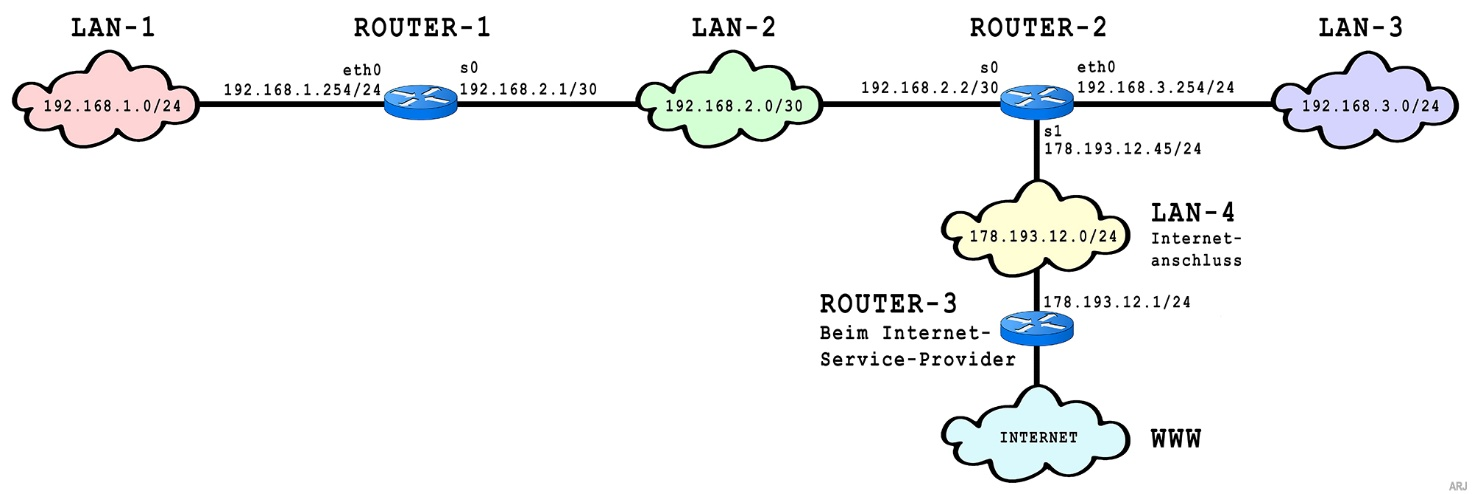 LAN-1
ROUTER-1
LAN-2
ROUTER-2
LAN-3
eth0
192.168.1.254/24
s0
192.168.2.1/30
s0
192.168.2.2/30
eth0
192.168.3.254/24
192.168.1.0/24
192.168.2.0/30
192.168.3.0/24
s1
178.193.12.45/24
178.193.12.0/24
LAN-4
Internet-
anschluss
178.193.12.1/24
ROUTER-3
Beim Internet-
Service-Provider
INTERNET
WWW
ARJ